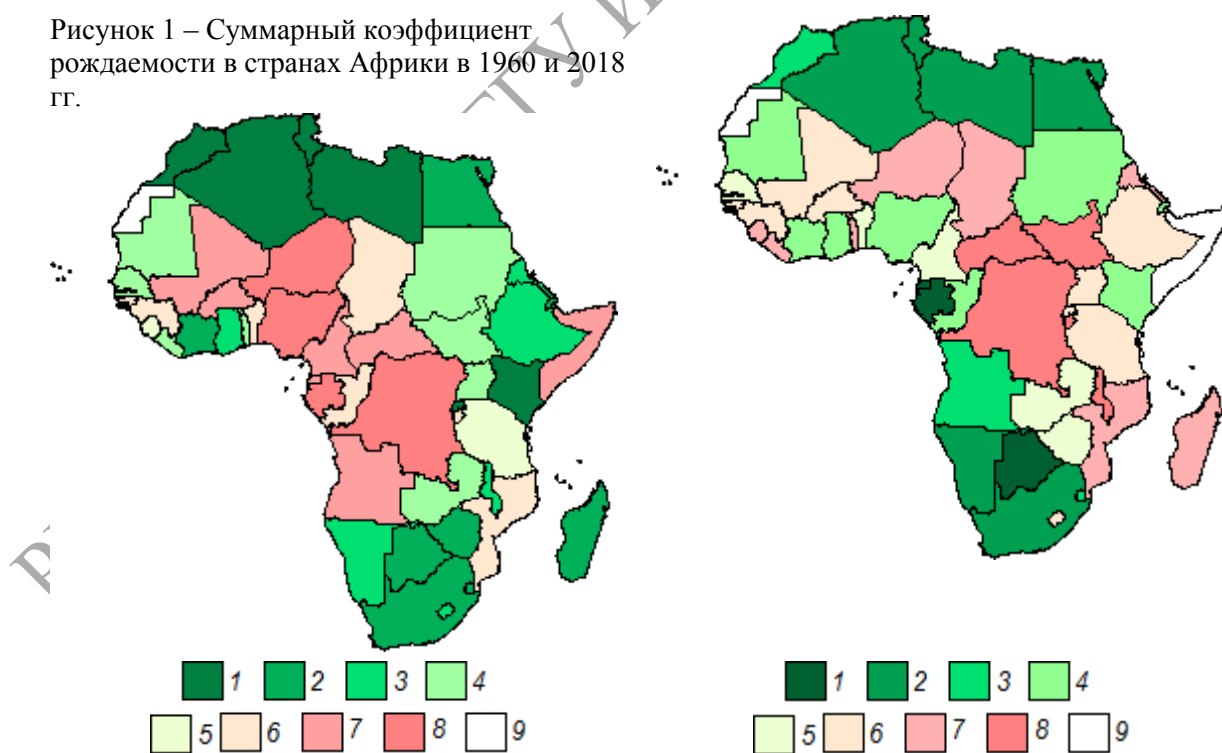 Рисунок 1 – Суммарный коэффициент
рождаемости в странах Африки в 1960 и 2018
гг.
1 2 3 4
5 6 7 8 9
1 2 3 4
5 6 7 8 9